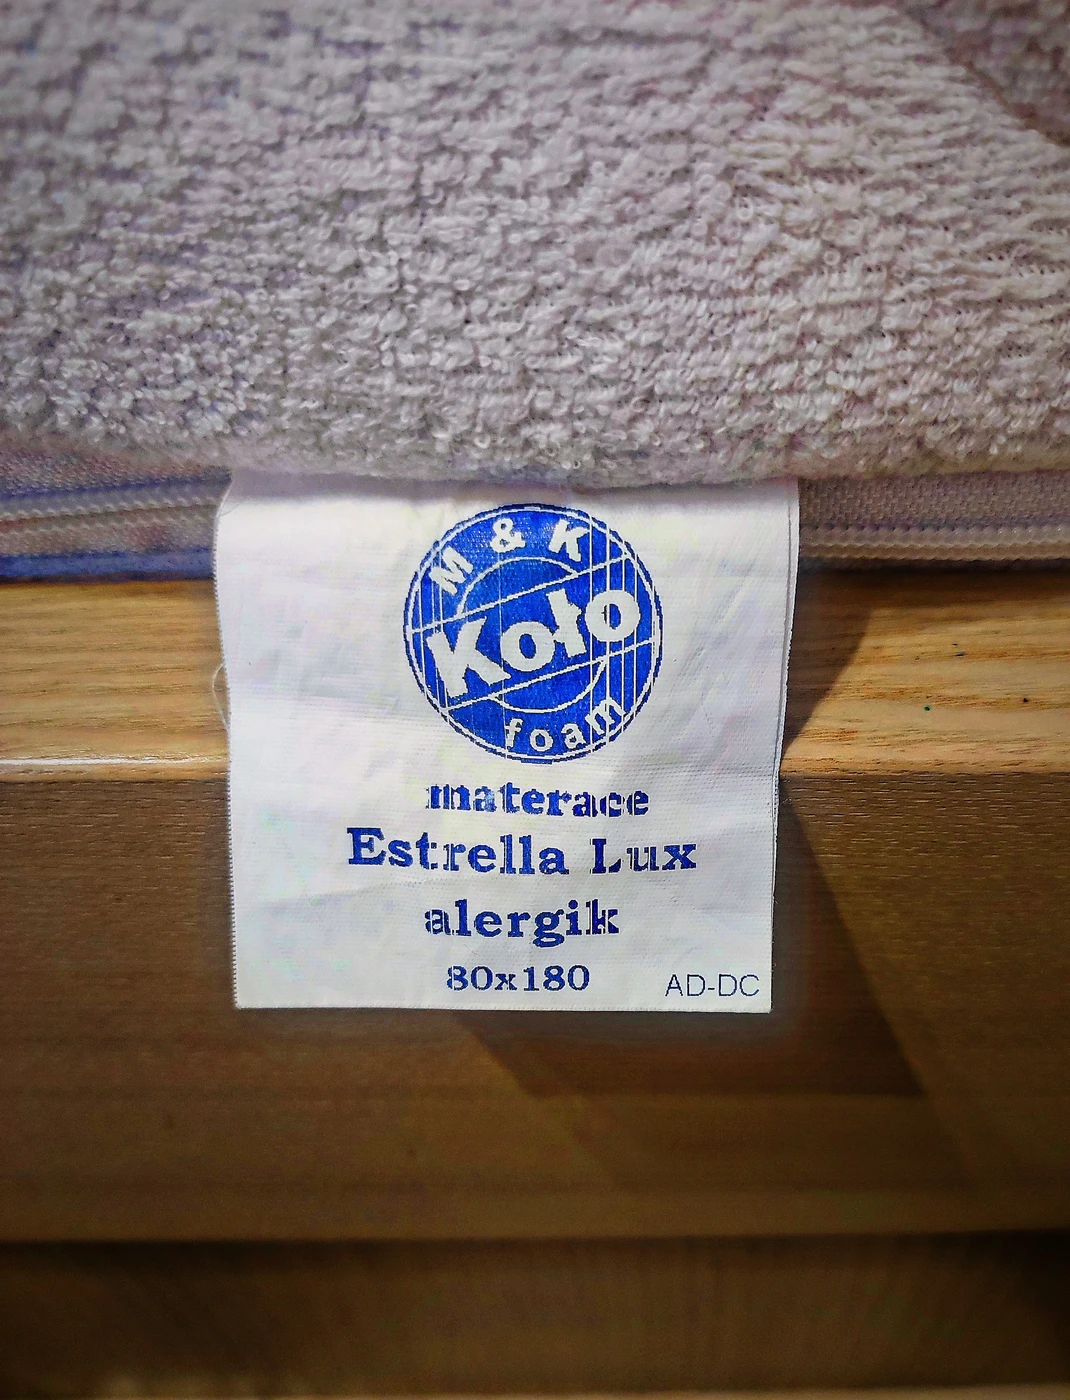 M & K
Koło
foam
materace
Estrella Lux
alergik
80x180
AD-DC